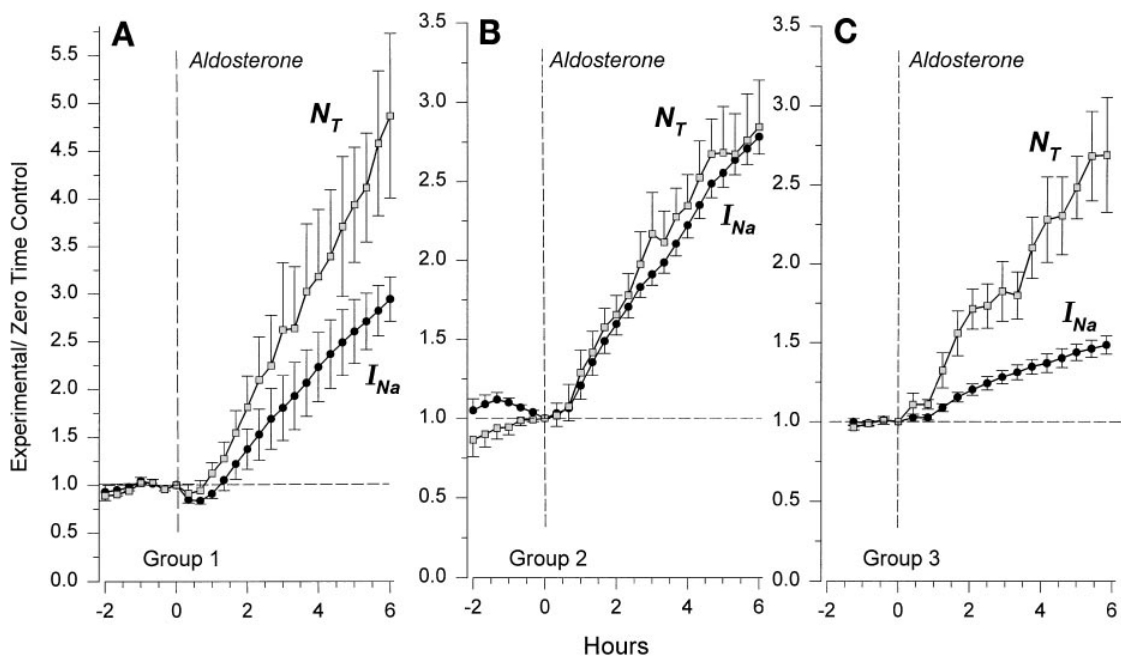 A
Aldosterone
N_T
I_Na
Group 1
5.5
5.0
4.5
4.0
3.5
3.0
2.5
2.0
1.5
1.0
0.5
0.0
-2 0 2 4 6
B
Aldosterone
N_T
I_Na
Group 2
3.5
3.0
2.5
2.0
1.5
1.0
0.5
0.0
-2 0 2 4 6
C
Aldosterone
N_T
I_Na
Group 3
3.5
3.0
2.5
2.0
1.5
1.0
0.5
0.0
-2 0 2 4 6
Experimental/ Zero Time Control
Hours